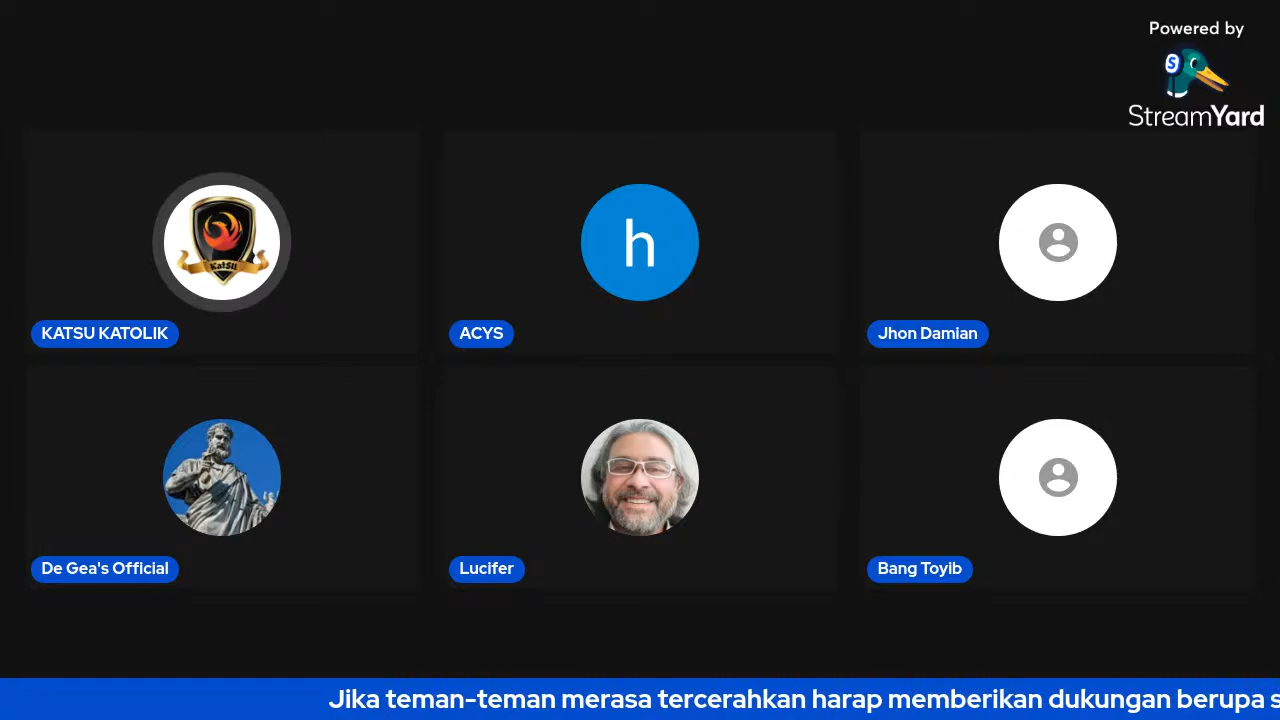 Powered by
S
StreamYard
KatSu
h
KATSU KATOLIK
ACYS
Jhon Damian
De Gea's Official
Lucifer
Bang Toyib
Jika teman-teman merasa tercerahkan harap memberikan dukungan berupa s